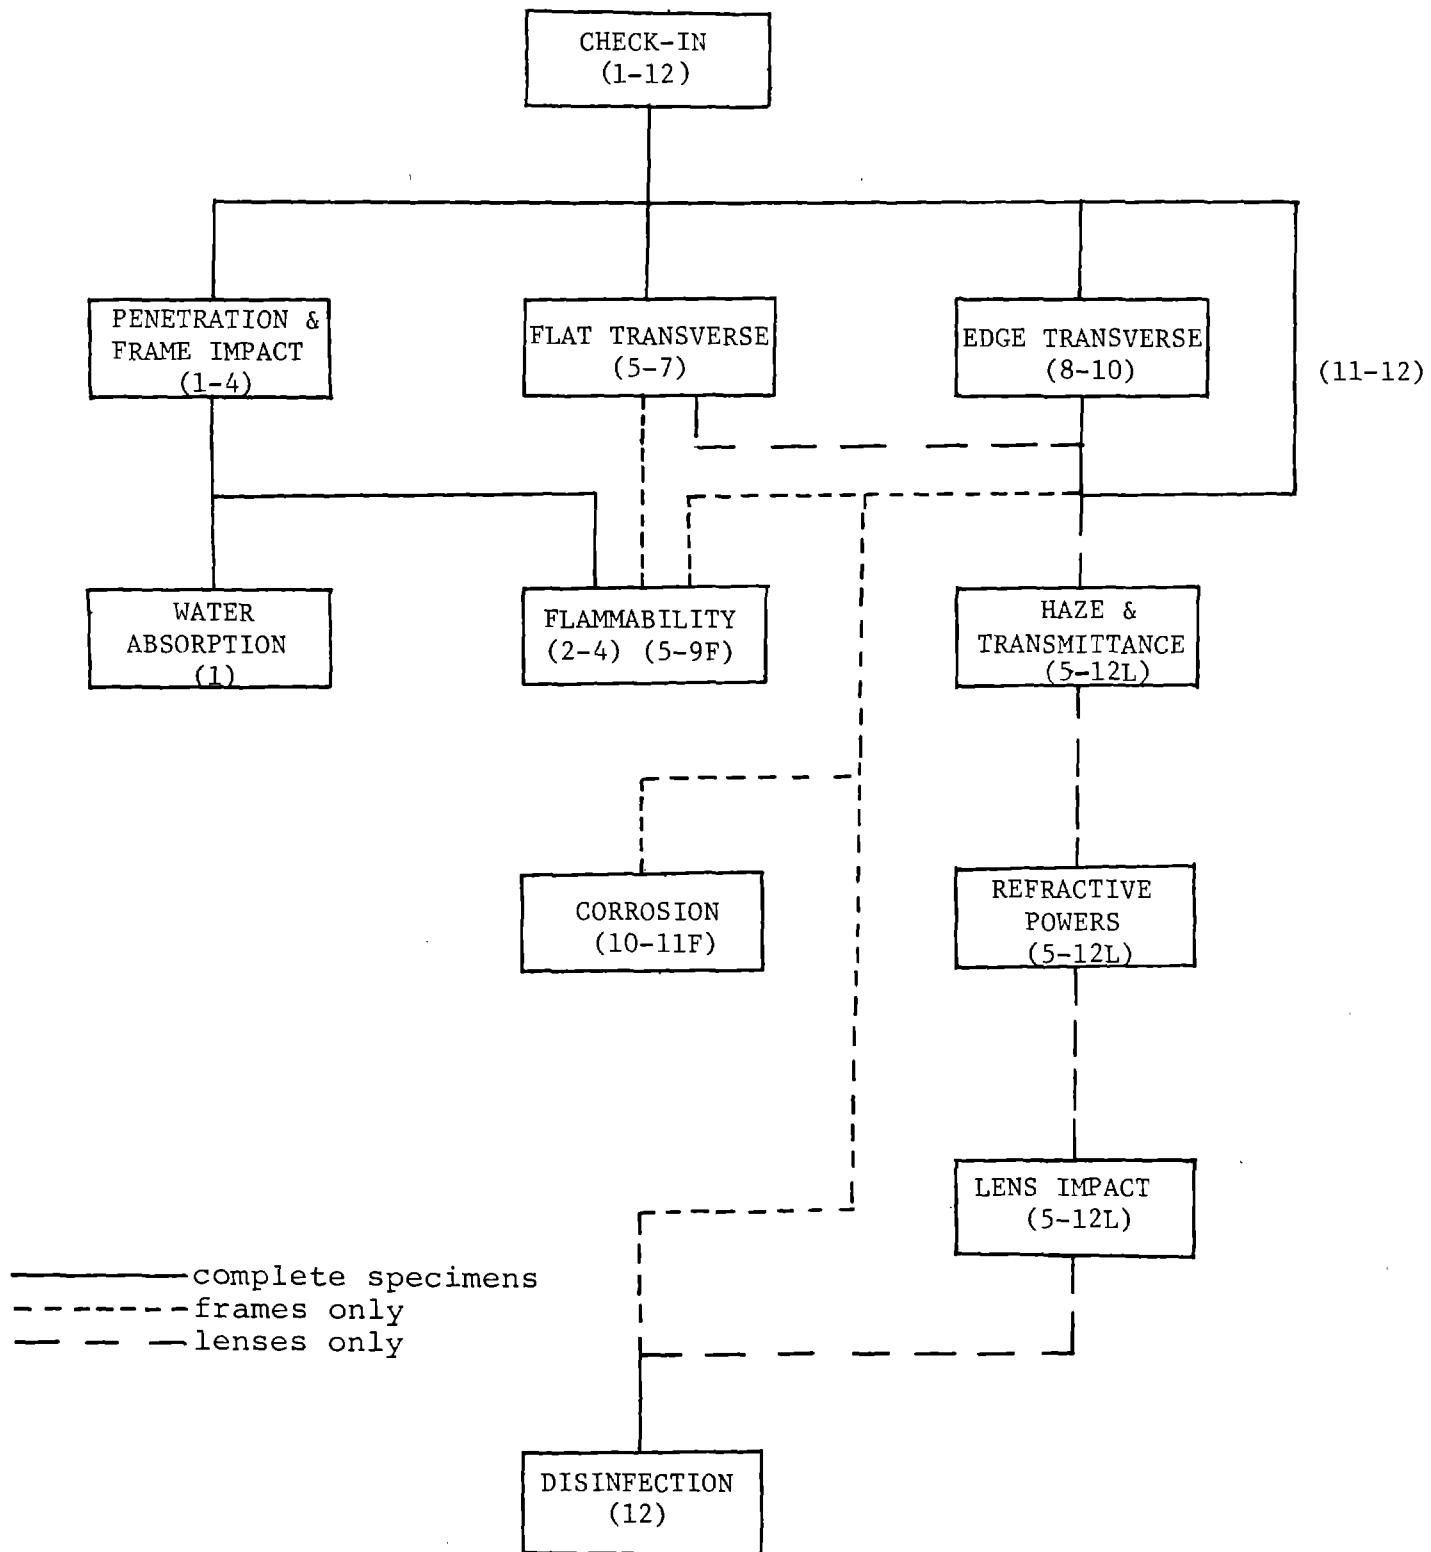 CHECK-IN
(1-12)
PENETRATION &
FRAME IMPACT
(1-4)
FLAT TRANSVERSE
(5-7)
EDGE TRANSVERSE
(8-10)
(11-12)
WATER
ABSORPTION
(1)
FLAMMABILITY
(2-4) (5-9F)
HAZE &
TRANSMITTANCE
(5-12L)
CORROSION
(10-11F)
REFRACTIVE
POWERS
(5-12L)
LENS IMPACT
(5-12L)
complete specimens
frames only
lenses only
DISINFECTION
(12)